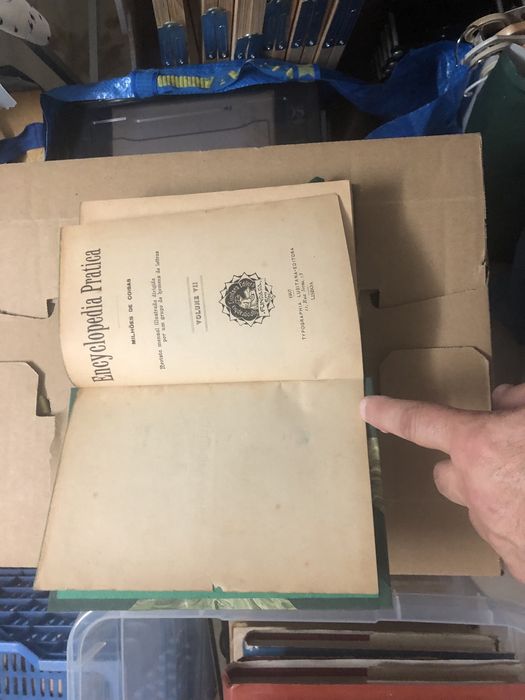 Encyclopedia Pratica
MILHÕES DE COISAS
Revista mensal illustrada dirigida
por um grupo de homens de letras
VOLUME VII
1907
TYPOGRAPHIA LUSITANA-EDITORA
LISBOA